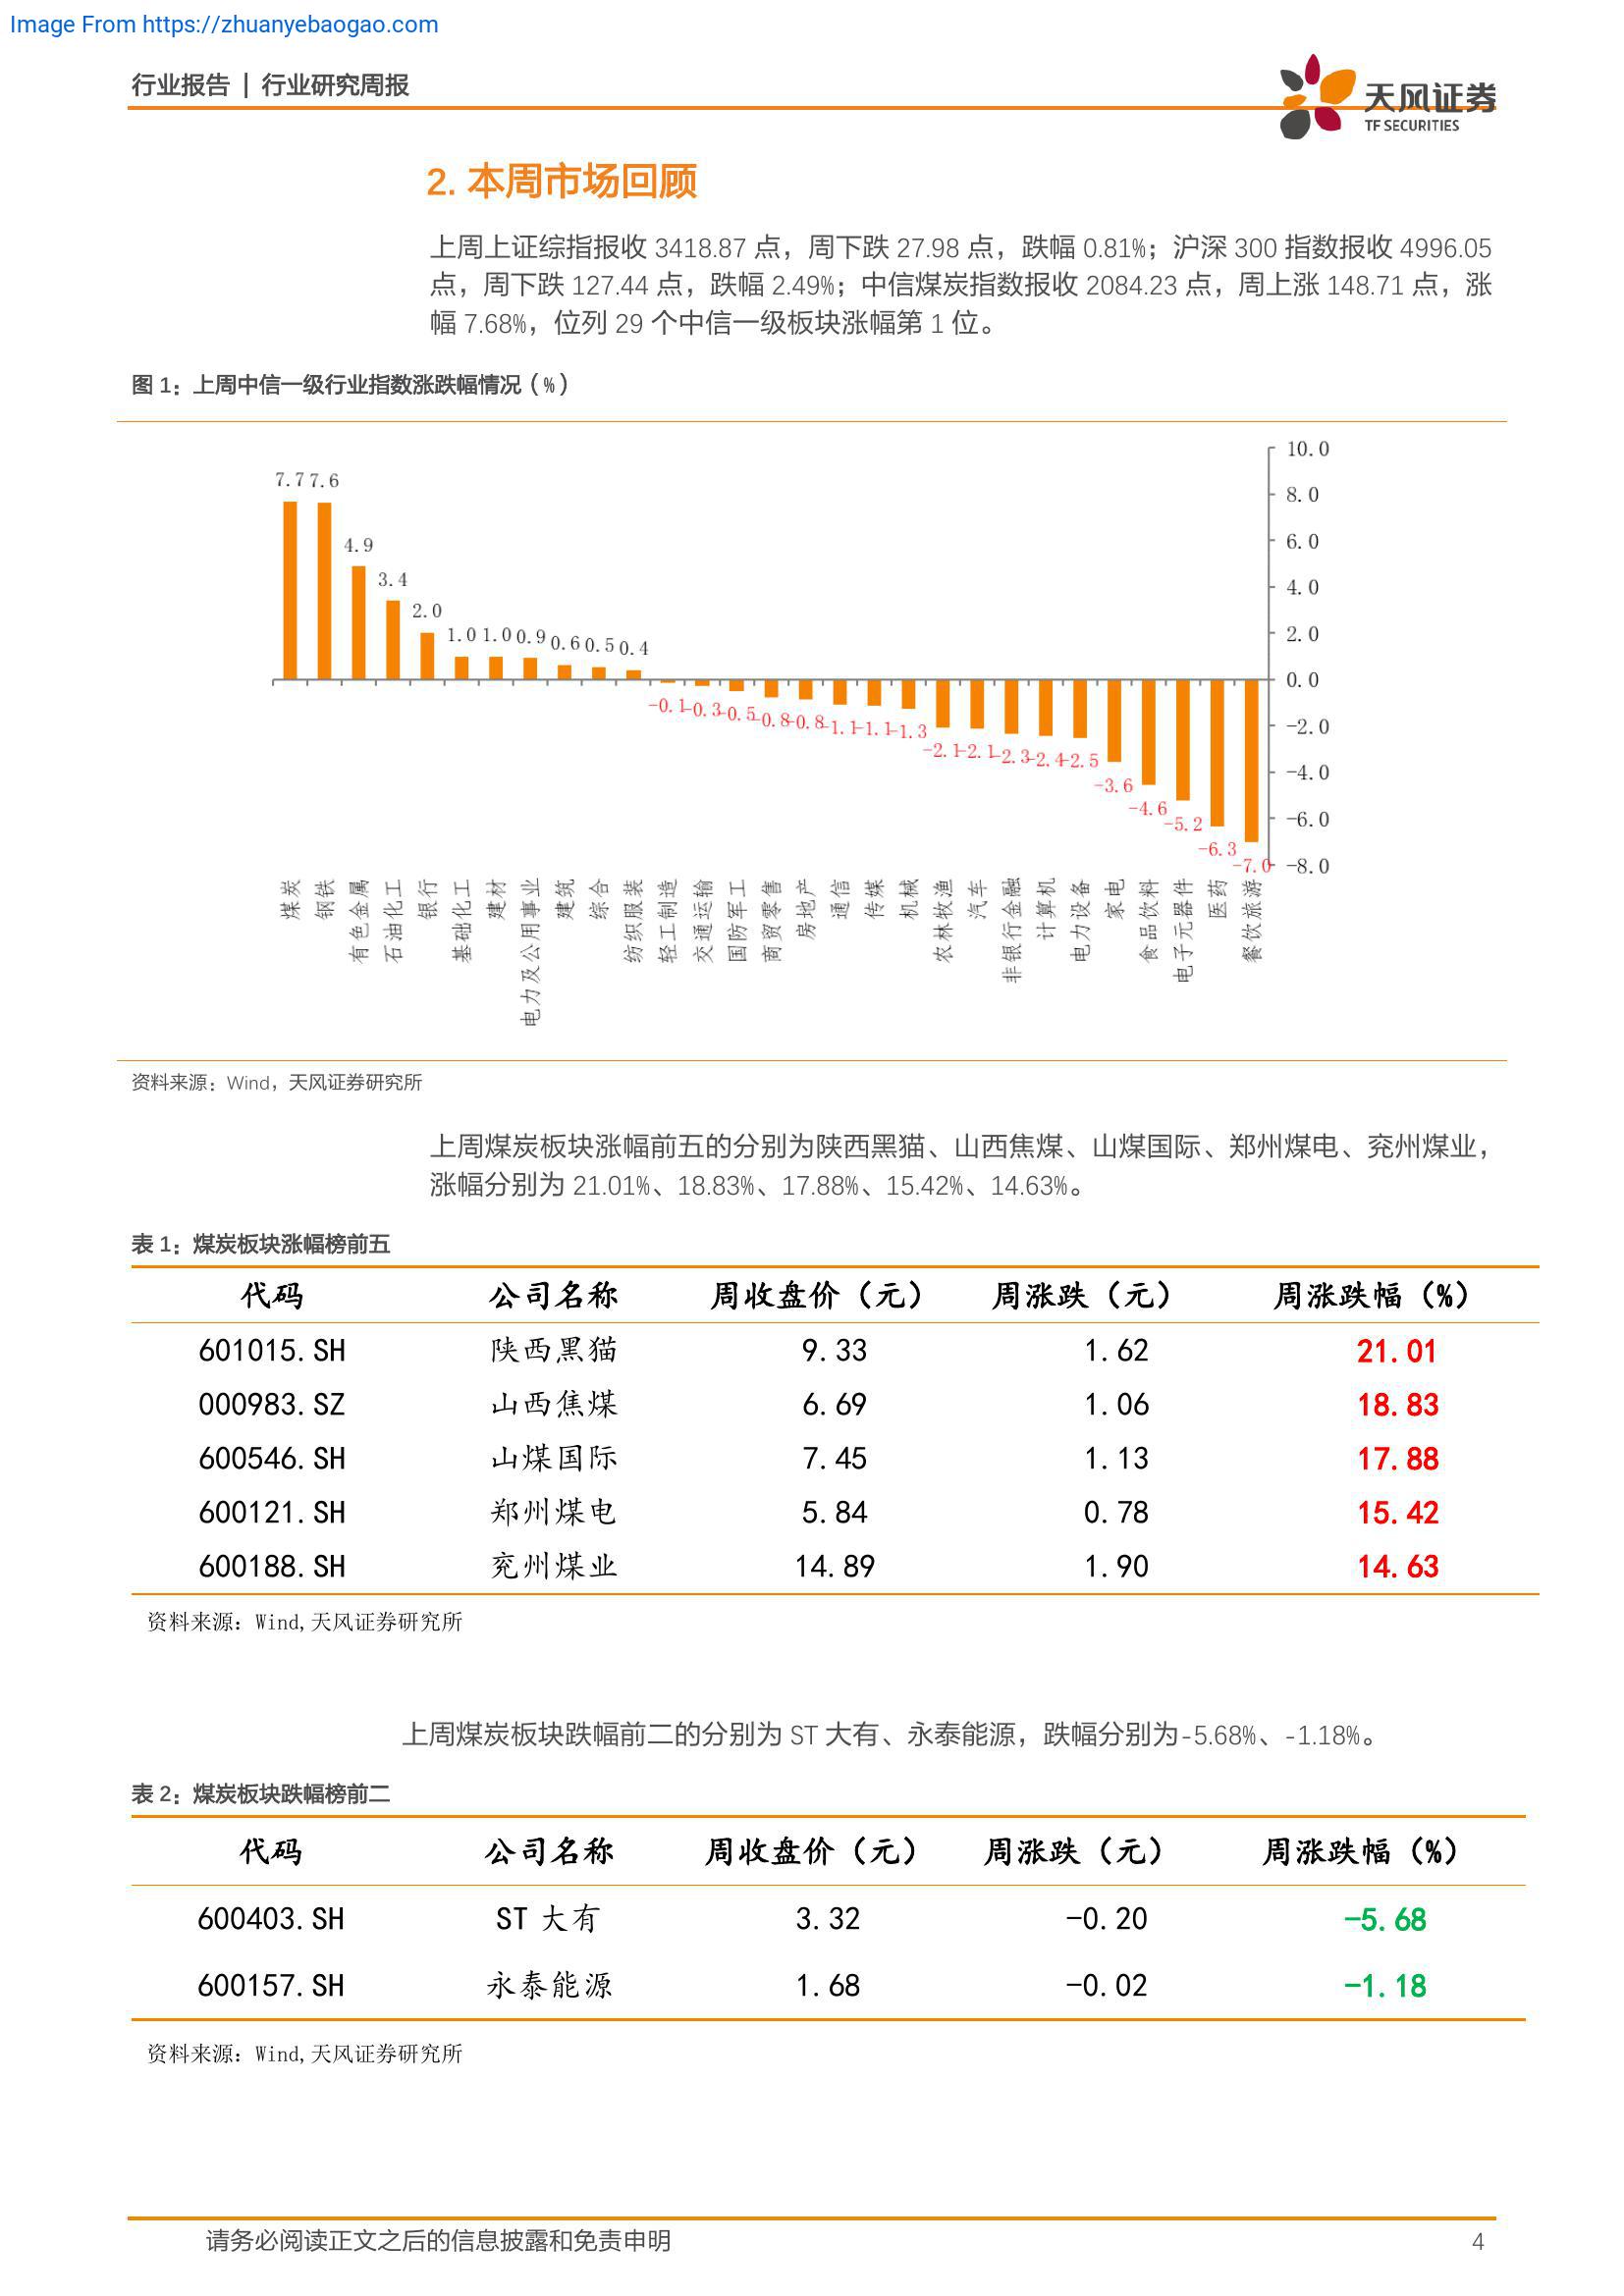 Image From https://zhuanyebaogao.com
行业报告 | 行业研究周报
天风证券
TF SECURITIES
2. 本周市场回顾
上周上证综指报收 3418.87 点，周下跌 27.98 点，跌幅 0.81%；沪深 300 指数报收 4996.05
点，周下跌 127.44 点，跌幅 2.49%；中信煤炭指数报收 2084.23 点，周上涨 148.71 点，涨
幅 7.68%，位列 29 个中信一级板块涨幅第 1 位。
图 1：上周中信一级行业指数涨跌幅情况（%）
10.0
8.0
6.0
4.0
2.0
0.0
-2.0
-4.0
-6.0
-8.0
7.7 7.6 4.9 3.4 2.0 1.0 1.0 0.9 0.6 0.5 0.4
-0.1 -0.3 -0.5 -0.8 -0.8 -1.1 -1.1 -1.3 -2.1 -2.1 -2.3 -2.4 -2.5 -3.6 -4.6 -5.2 -6.3 -7.0
煤炭
钢铁
有色金属
石油化工
银行
基础化工
建材
电力及公用事业
建筑
综合
纺织服装
轻工制造
交通运输
国防军工
商贸零售
房地产
通信
传媒
机械
农林牧渔
汽车
非银行金融
计算机
电力设备
家电
食品饮料
电子元器件
医药
餐饮旅游
资料来源：Wind，天风证券研究所
上周煤炭板块涨幅前五的分别为陕西黑猫、山西焦煤、山煤国际、郑州煤电、兖州煤业，
涨幅分别为 21.01%、18.83%、17.88%、15.42%、14.63%。
表 1：煤炭板块涨幅榜前五
代码 公司名称 周收盘价（元） 周涨跌（元） 周涨跌幅（%）
601015.SH 陕西黑猫 9.33 1.62 21.01
000983.SZ 山西焦煤 6.69 1.06 18.83
600546.SH 山煤国际 7.45 1.13 17.88
600121.SH 郑州煤电 5.84 0.78 15.42
600188.SH 兖州煤业 14.89 1.90 14.63
资料来源：Wind,天风证券研究所
上周煤炭板块跌幅前二的分别为 ST 大有、永泰能源，跌幅分别为-5.68%、-1.18%。
表 2：煤炭板块跌幅榜前二
代码 公司名称 周收盘价（元） 周涨跌（元） 周涨跌幅（%）
600403.SH ST 大有 3.32 -0.20 -5.68
600157.SH 永泰能源 1.68 -0.02 -1.18
资料来源：Wind,天风证券研究所
请务必阅读正文之后的信息披露和免责申明 4